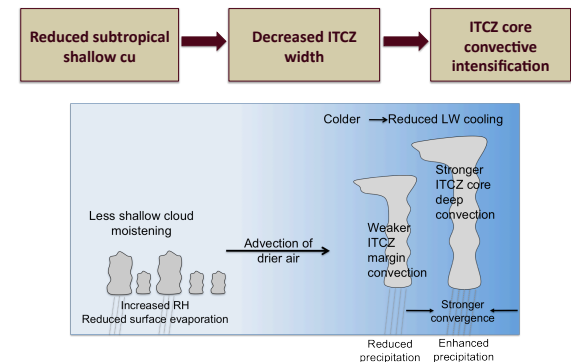 Reduced subtropical
shallow cu
Decreased ITCZ
width
ITCZ core
convective
intensification
Colder
Reduced LW cooling
Less shallow cloud
moistening
Advection of
drier air
Increased RH
Reduced surface evaporation
Weaker
ITCZ
margin
convection
Stronger
ITCZ core
deep
convection
Stronger
convergence
Reduced
precipitation
Enhanced
precipitation